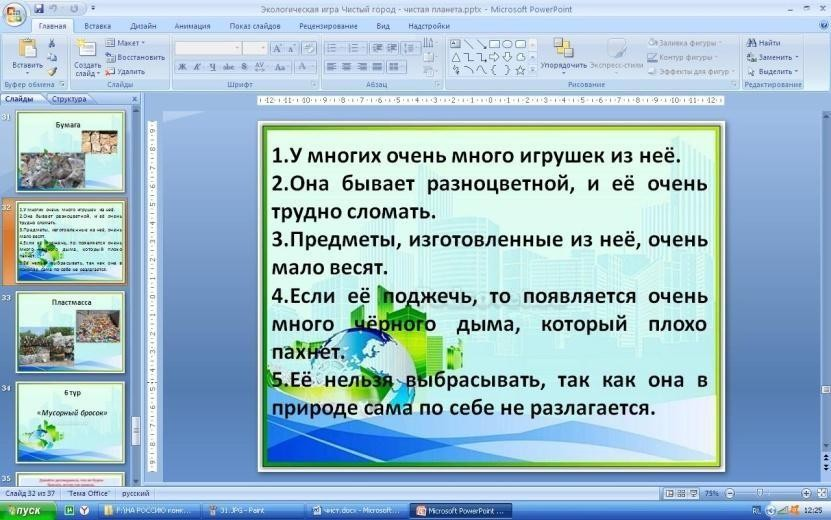 Экологическая игра Чистый город - чистая планета.pptx - Microsoft PowerPoint
Главная Вставка Дизайн Анимация Показ слайдов Рецензирование Вид Надстройки
Вставить
Создать слайд
Макет
Восстановить
Удалить
Упорядочить
Экспресс-стили
Заливка фигуры
Контур фигуры
Эффекты для фигур
Найти
Заменить
Выделить
Буфер обмена Слайды Шрифт Абзац Рисование Редактирование
Слайды Структура
31
Бумага
32
1.У многих очень много игрушек из неё.
2.Она бывает разноцветной, и её очень
трудно сломать.
3.Предметы, изготовленные из неё, очень
мало весят.
4.Если её поджечь, то появляется очень
много чёрного дыма, который плохо
пахнет.
5.Её нельзя выбрасывать, так как она в
природе сама по себе не разлагается.
33
Пластмасса
34
6 тур
«Мусорный бросок»
35
1.У многих очень много игрушек из неё.
2.Она бывает разноцветной, и её очень
трудно сломать.
3.Предметы, изготовленные из неё, очень
мало весят.
4.Если её поджечь, то появляется очень
много чёрного дыма, который плохо
пахнет.
5.Её нельзя выбрасывать, так как она в
природе сама по себе не разлагается.
Слайд 32 из 37 "Тема Office" русский 75%
пуск F:\НА РОССИЮ конк... 31.JPG - Paint чист.docx - Microsoft... Microsoft PowerPoint ... RU 12:25